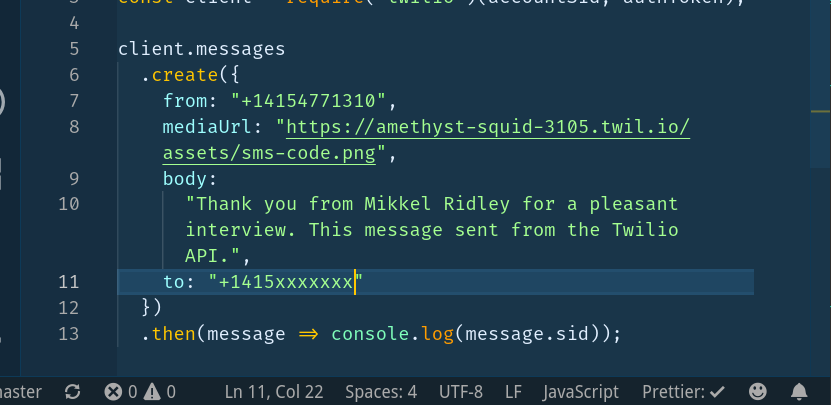 3 const client = require("twilio")(accountSid, authToken);
4
5 client.messages
6 .create({
7 from: "+14154771310",
8 mediaUrl: "https://amethyst-squid-3105.twil.io/
assets/sms-code.png",
9 body:
10 "Thank you from Mikkel Ridley for a pleasant
interview. This message sent from the Twilio
API.",
11 to: "+1415xxxxxxx"
12 })
13 .then(message => console.log(message.sid));
master 0 0 Ln 11, Col 22 Spaces: 4 UTF-8 LF JavaScript Prettier: ✓